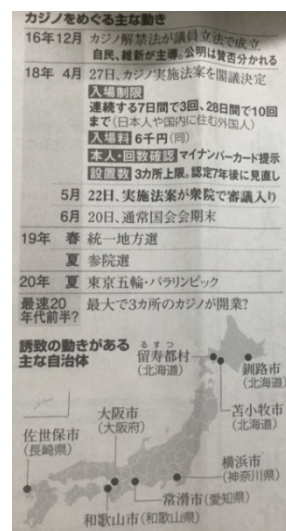 カジノをめぐる主な動き
16年12月 カジノ解禁法が議員立法で成立
自民、維新が主導。公明は賛否分かれる
18年 4月 27日、カジノ実施法案を閣議決定
入場制限
連続する7日間で3回、28日間で10回
まで(日本人や国内に住む外国人)
入場料 6千円(同)
本人・回数確認 マイナンバーカード提示
設置数 3カ所上限。認定7年後に見直し
5月 22日、実施法案が衆院で審議入り
6月 20日、通常国会会期末
19年 春 統一地方選
夏 参院選
20年 夏 東京五輪・パラリンピック
最速20 最大で3カ所のカジノが開業?
年代前半?
誘致の動きがある
主な自治体
るすつ
留寿都村
(北海道)
釧路市
(北海道)
苫小牧市
(北海道)
大阪市
(大阪府)
佐世保市
(長崎県)
横浜市
(神奈川県)
常滑市(愛知県)
和歌山市(和歌山県)